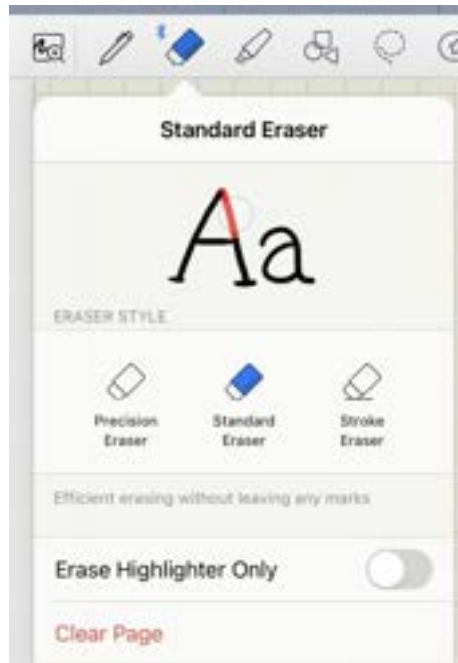 Standard Eraser
Aa
ERASER STYLE
Precision
Eraser
Standard
Eraser
Stroke
Eraser
Efficient erasing without leaving any marks
Erase Highlighter Only
Clear Page